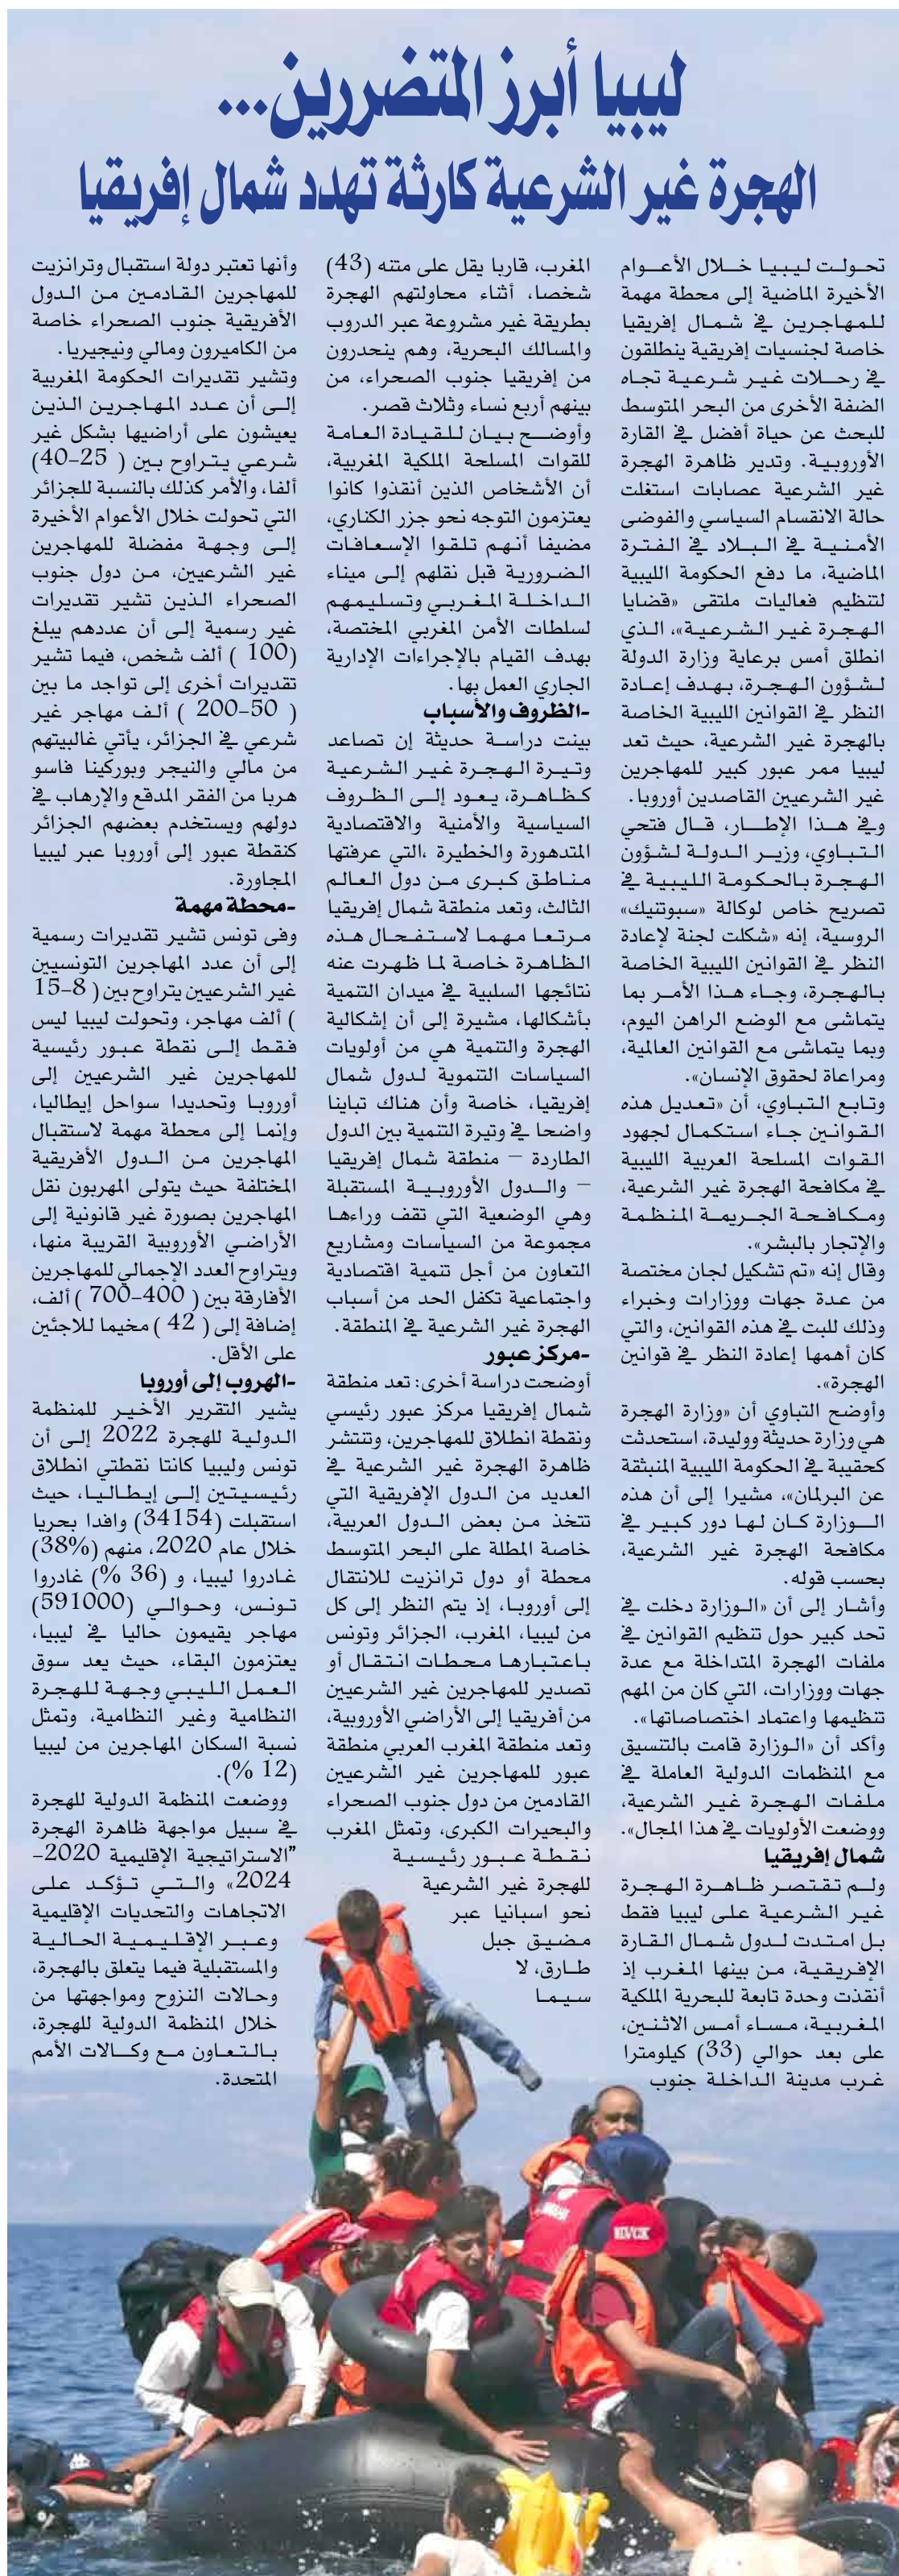 ليبيا أبرز المتضررين...
الهجرة غير الشرعية كارثة تهدد شمال إفريقيا
تحولت ليبيا خلال الأعوام
الأخيرة الماضية إلى محطة مهمة
للمهاجرين في شمال إفريقيا
خاصة لجنسيات إفريقية ينطلقون
في رحلات غير شرعية تجاه
الضفة الأخرى من البحر المتوسط
للبحث عن حياة أفضل في القارة
الأوروبية. وتدير ظاهرة الهجرة
غير الشرعية عصابات استغلت
حالة الانقسام السياسي والفوضى
الأمنية في البلاد في الفترة
الماضية، ما دفع الحكومة الليبية
لتنظيم فعاليات ملتقى «قضايا
الهجرة غير الشرعية»، الذي
انطلق أمس برعاية وزارة الدولة
لشؤون الهجرة، بهدف إعادة
النظر في القوانين الليبية الخاصة
بالهجرة غير الشرعية، حيث تعد
ليبيا ممر عبور كبير للمهاجرين
غير الشرعيين القاصدين أوروبا.
وفي هذا الإطار، قال فتحي
التباوي، وزير الدولة لشؤون
الهجرة بالحكومة الليبية في
تصريح خاص لوكالة «سبوتنيك»
الروسية، إنه «شكلت لجنة لإعادة
النظر في القوانين الليبية الخاصة
بالهجرة، وجاء هذا الأمر بما
يتماشى مع الوضع الراهن اليوم،
وبما يتماشى مع القوانين العالمية،
ومراعاة لحقوق الإنسان».
وتابع التباوي، أن «تعديل هذه
القوانين جاء استكمال لجهود
القوات المسلحة العربية الليبية
في مكافحة الهجرة غير الشرعية،
ومكافحة الجريمة المنظمة
والإتجار بالبشر».
وقال إنه «تم تشكيل لجان مختصة
من عدة جهات ووزارات وخبراء
وذلك للبت في هذه القوانين، والتي
كان أهمها إعادة النظر في قوانين
الهجرة».
وأوضح التباوي أن «وزارة الهجرة
هي وزارة حديثة ووليدة، استحدثت
كحقيبة في الحكومة الليبية المنبثقة
عن البرلمان»، مشيرا إلى أن هذه
الوزارة كان لها دور كبير في
مكافحة الهجرة غير الشرعية،
بحسب قوله.
وأشار إلى أن «الوزارة دخلت في
تحد كبير حول تنظيم القوانين في
ملفات الهجرة المتداخلة مع عدة
جهات ووزارات، التي كان من المهم
تنظيمها واعتماد اختصاصاتها».
وأكد أن «الوزارة قامت بالتنسيق
مع المنظمات الدولية العاملة في
ملفات الهجرة غير الشرعية،
ووضعت الأولويات في هذا المجال».
شمال إفريقيا
ولم تقتصر ظاهرة الهجرة
غير الشرعية على ليبيا فقط
بل امتدت لدول شمال القارة
الإفريقية، من بينها المغرب إذ
أنقذت وحدة تابعة للبحرية الملكية
المغربية، مساء أمس الاثنين،
على بعد حوالي (33) كيلومترا
غرب مدينة الداخلة جنوب
المغرب، قاربا يقل على متنه (43)
شخصا، أثناء محاولتهم الهجرة
بطريقة غير مشروعة عبر الدروب
والمسالك البحرية، وهم ينحدرون
من إفريقيا جنوب الصحراء، من
بينهم أربع نساء وثلاث قصر.
وأوضح بيان للقيادة العامة
للقوات المسلحة الملكية المغربية،
أن الأشخاص الذين أنقذوا كانوا
يعتزمون التوجه نحو جزر الكناري،
مضيفا أنهم تلقوا الإسعافات
الضرورية قبل نقلهم إلى ميناء
الداخلة المغربي وتسليمهم
لسلطات الأمن المغربي المختصة،
بهدف القيام بالإجراءات الإدارية
الجاري العمل بها.
-الظروف والأسباب
بينت دراسة حديثة إن تصاعد
وتيرة الهجرة غير الشرعية
كظاهرة، يعود إلى الظروف
السياسية والأمنية والاقتصادية
المتدهورة والخطيرة ،التي عرفتها
مناطق كبرى من دول العالم
الثالث، وتعد منطقة شمال إفريقيا
مرتعا مهما لاستفحال هذه
الظاهرة خاصة لما ظهرت عنه
نتائجها السلبية في ميدان التنمية
بأشكالها، مشيرة إلى أن إشكالية
الهجرة والتنمية هي من أولويات
السياسات التنموية لدول شمال
إفريقيا، خاصة وأن هناك تباينا
واضحا في وتيرة التنمية بين الدول
الطاردة – منطقة شمال إفريقيا
– والدول الأوروبية المستقبلة
وهي الوضعية التي تقف وراءها
مجموعة من السياسات ومشاريع
التعاون من أجل تنمية اقتصادية
واجتماعية تكفل الحد من أسباب
الهجرة غير الشرعية في المنطقة.
-مركز عبور
أوضحت دراسة أخرى: تعد منطقة
شمال إفريقيا مركز عبور رئيسي
ونقطة انطلاق للمهاجرين، وتنتشر
ظاهرة الهجرة غير الشرعية في
العديد من الدول الإفريقية التي
تتخذ من بعض الدول العربية،
خاصة المطلة على البحر المتوسط
محطة أو دول ترانزيت للانتقال
إلى أوروبا، إذ يتم النظر إلى كل
من ليبيا، المغرب، الجزائر وتونس
باعتبارها محطات انتقال أو
تصدير للمهاجرين غير الشرعيين
من أفريقيا إلى الأراضي الأوروبية،
وتعد منطقة المغرب العربي منطقة
عبور للمهاجرين غير الشرعيين
القادمين من دول جنوب الصحراء
والبحيرات الكبرى، وتمثل المغرب
نقطة عبور رئيسية
للهجرة غير الشرعية
نحو اسبانيا عبر
مضيق جبل
طارق، لا
سيما
وأنها تعتبر دولة استقبال وترانزيت
للمهاجرين القادمين من الدول
الأفريقية جنوب الصحراء خاصة
من الكاميرون ومالي ونيجيريا.
وتشير تقديرات الحكومة المغربية
إلى أن عدد المهاجرين الذين
يعيشون على أراضيها بشكل غير
شرعي يتراوح بين ( 25-40)
ألفا، والأمر كذلك بالنسبة للجزائر
التي تحولت خلال الأعوام الأخيرة
إلى وجهة مفضلة للمهاجرين
غير الشرعيين، من دول جنوب
الصحراء الذين تشير تقديرات
غير رسمية إلى أن عددهم يبلغ
(100 ) ألف شخص، فيما تشير
تقديرات أخرى إلى تواجد ما بين
( 50-200 ) ألف مهاجر غير
شرعي في الجزائر، يأتي غالبيتهم
من مالي والنيجر وبوركينا فاسو
هربا من الفقر المدقع والإرهاب في
دولهم ويستخدم بعضهم الجزائر
كنقطة عبور إلى أوروبا عبر ليبيا
المجاورة.
-محطة مهمة
وفى تونس تشير تقديرات رسمية
إلى أن عدد المهاجرين التونسيين
غير الشرعيين يتراوح بين ( 8-15
) ألف مهاجر، وتحولت ليبيا ليس
فقط إلى نقطة عبور رئيسية
للمهاجرين غير الشرعيين إلى
أوروبا وتحديدا سواحل إيطاليا،
وإنما إلى محطة مهمة لاستقبال
المهاجرين من الدول الأفريقية
المختلفة حيث يتولى المهربون نقل
المهاجرين بصورة غير قانونية إلى
الأراضي الأوروبية القريبة منها،
ويتراوح العدد الإجمالي للمهاجرين
الأفارقة بين ( 400-700 ) ألف،
إضافة إلى ( 42 ) مخيما للاجئين
على الأقل.
-الهروب إلى أوروبا
يشير التقرير الأخير للمنظمة
الدولية للهجرة 2022 إلى أن
تونس وليبيا كانتا نقطتي انطلاق
رئيسيتين إلى إيطاليا، حيث
استقبلت (34154) وافدا بحريا
خلال عام 2020، منهم (38%)
غادروا ليبيا، و (36 %) غادروا
تونس، وحوالي (591000)
مهاجر يقيمون حاليا في ليبيا،
يعتزمون البقاء، حيث يعد سوق
العمل الليبي وجهة للهجرة
النظامية وغير النظامية، وتمثل
نسبة السكان المهاجرين من ليبيا
(12 %).
ووضعت المنظمة الدولية للهجرة
في سبيل مواجهة ظاهرة الهجرة
"الاستراتيجية الإقليمية 2020-
2024» والتي تؤكد على
الاتجاهات والتحديات الإقليمية
وعبر الإقليمية الحالية
والمستقبلية فيما يتعلق بالهجرة،
وحالات النزوح ومواجهتها من
خلال المنظمة الدولية للهجرة،
بالتعاون مع وكالات الأمم
المتحدة.